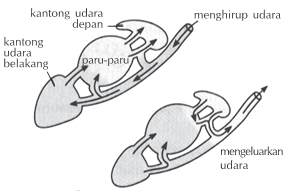 kantong udara
depan
menghirup udara
kantong
udara
belakang
paru-paru
mengeluarkan
udara